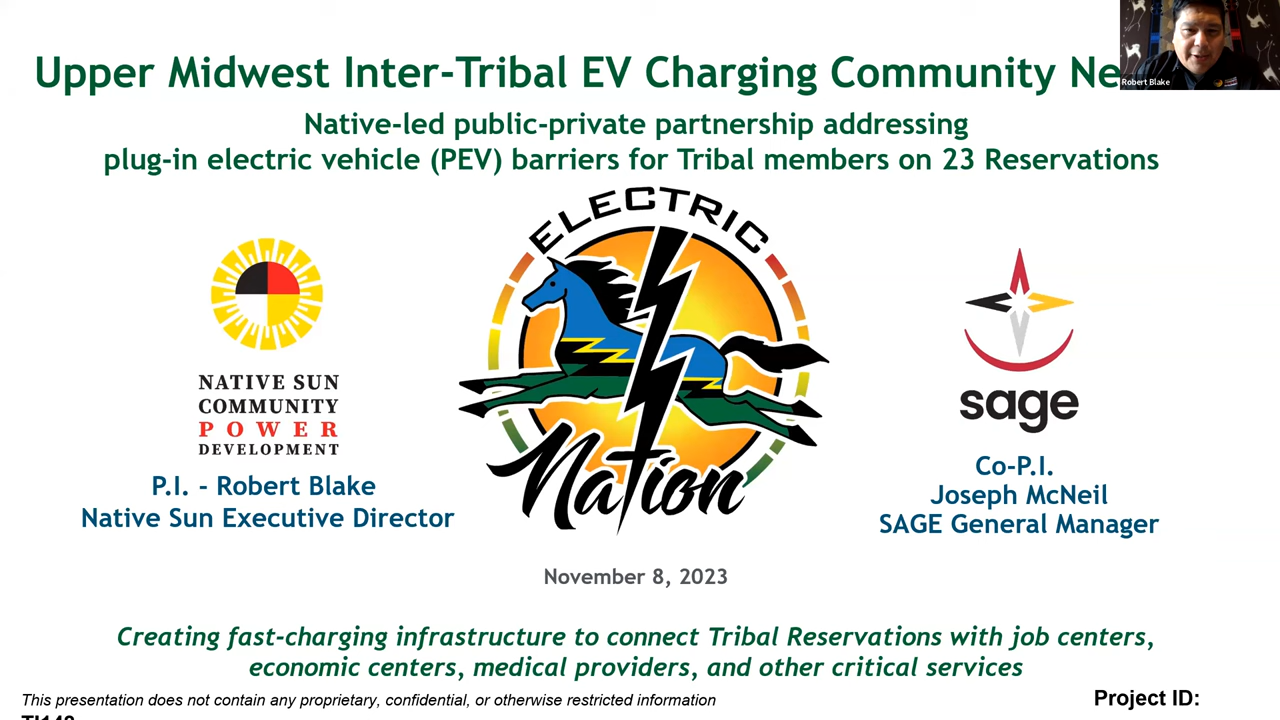 Upper Midwest Inter-Tribal EV Charging Community Ne
Robert Blake
Native-led public-private partnership addressing
plug-in electric vehicle (PEV) barriers for Tribal members on 23 Reservations
ELECTRIC
Nation
NATIVE SUN
COMMUNITY
POWER
DEVELOPMENT
P.I. - Robert Blake
Native Sun Executive Director
sage
Co-P.I.
Joseph McNeil
SAGE General Manager
November 8, 2023
Creating fast-charging infrastructure to connect Tribal Reservations with job centers,
economic centers, medical providers, and other critical services
This presentation does not contain any proprietary, confidential, or otherwise restricted information
Project ID: